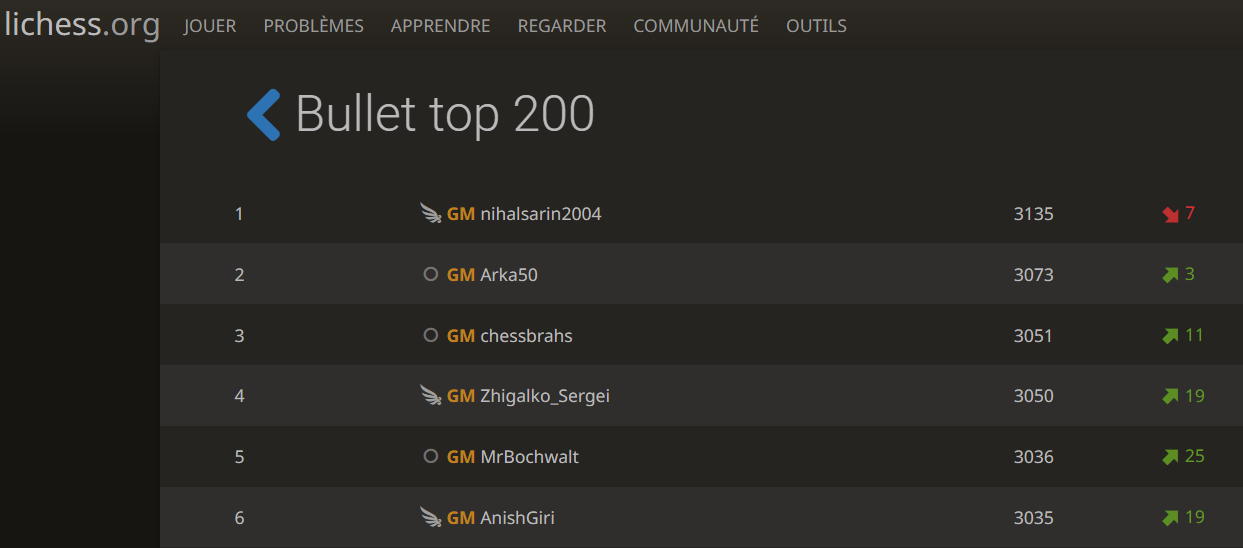 lichess.org JOUER PROBLÈMES APPRENDRE REGARDER COMMUNAUTÉ OUTILS
Bullet top 200
1 GM nihalsarin2004 3135 7
2 GM Arka50 3073 3
3 GM chessbrahs 3051 11
4 GM Zhigalko_Sergei 3050 19
5 GM MrBochwalt 3036 25
6 GM AnishGiri 3035 19